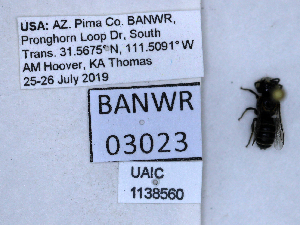 USA: AZ. Pima Co. BANWR,
Pronghorn Loop Dr, South
Trans. 31.5675° N, 111.5091° W
AM Hoover, KA Thomas
25-26 July 2019
BANWR
03023
UAIC
1138560